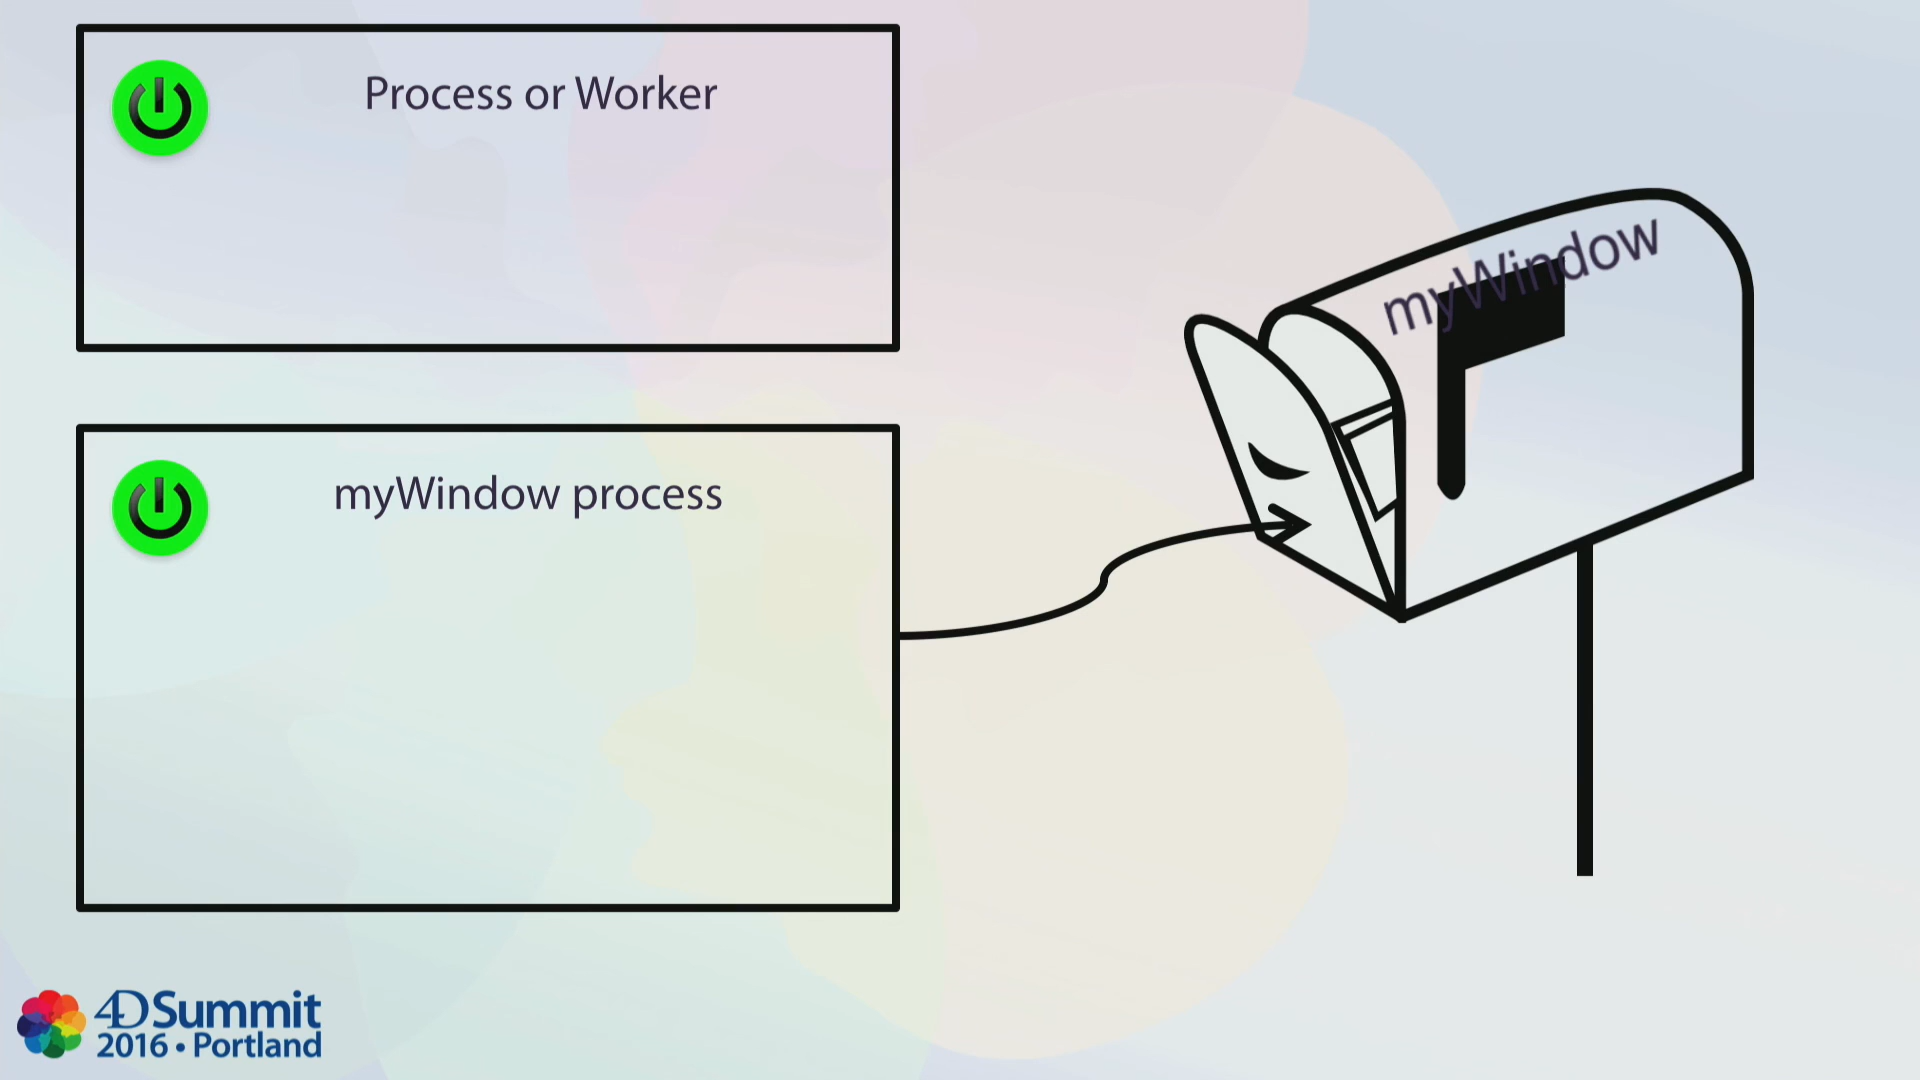 Process or Worker
myWindow
myWindow process
4D Summit
2016 • Portland